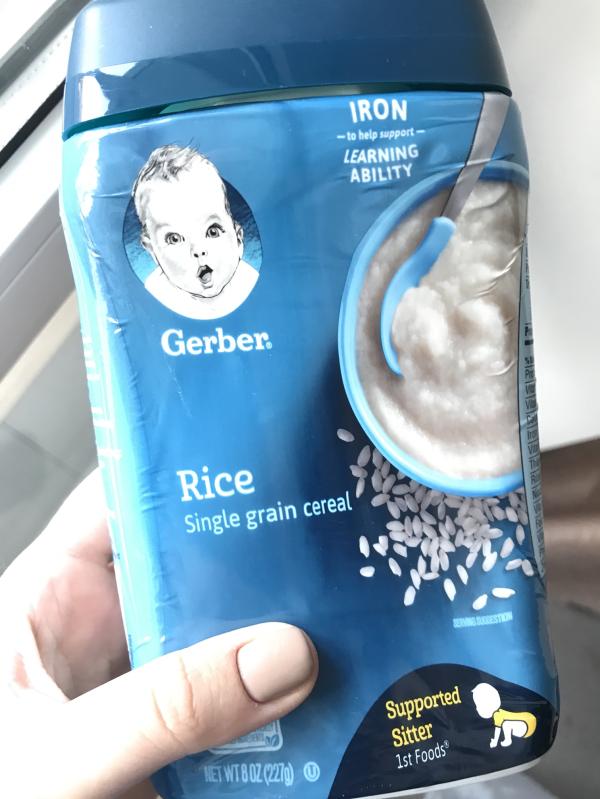 IRON
to help support
LEARNING
ABILITY
Gerber®
Rice
Single grain cereal
SERVING SUGGESTION
Supported
Sitter
1st Foods®
NET WT 8 OZ (227g) U